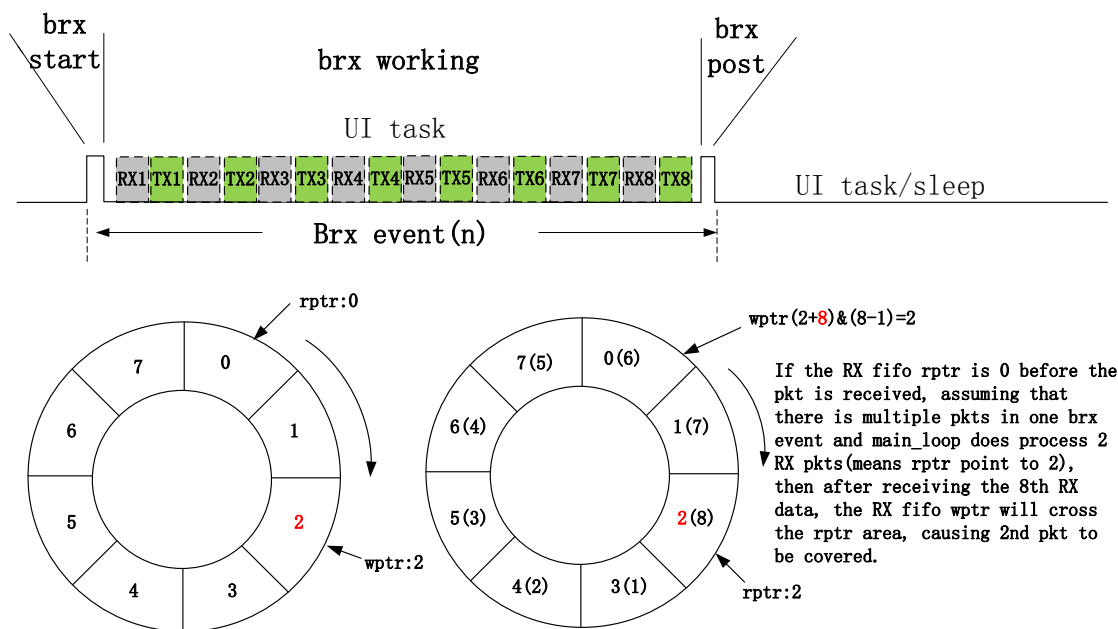 brx
start
brx working
brx
post
UI task
RX1 TX1 RX2 TX2 RX3 TX3 RX4 TX4 RX5 TX5 RX6 TX6 RX7 TX7 RX8 TX8
UI task/sleep
Brx event(n)
rptr:0
7
0
6
1
5
2
4
3
wptr:2
wptr(2+8)&(8-1)=2
7(5)
0(6)
6(4)
1(7)
5(3)
2(8)
4(2)
3(1)
rptr:2
If the RX fifo rptr is 0 before the
pkt is received, assuming that
there is multiple pkts in one brx
event and main_loop does process 2
RX pkts(means rptr point to 2),
then after receiving the 8th RX
data, the RX fifo wptr will cross
the rptr area, causing 2nd pkt to
be covered.